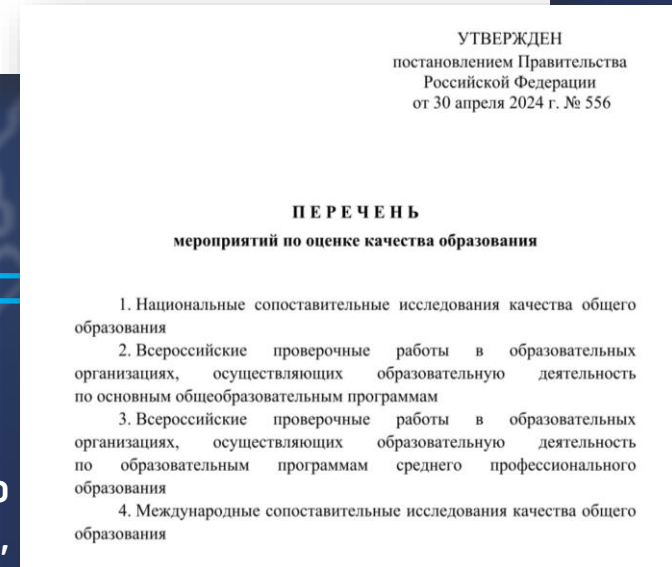 УТВЕРЖДЕН
постановлением Правительства
Российской Федерации
от 30 апреля 2024 г. № 556
П Е Р Е Ч Е Н Ь
мероприятий по оценке качества образования
1. Национальные сопоставительные исследования качества общего
образования
2. Всероссийские проверочные работы в образовательных
организациях, осуществляющих образовательную деятельность
по основным общеобразовательным программам
3. Всероссийские проверочные работы в образовательных
организациях, осуществляющих образовательную деятельность
по образовательным программам среднего профессионального
образования
4. Международные сопоставительные исследования качества общего
образования